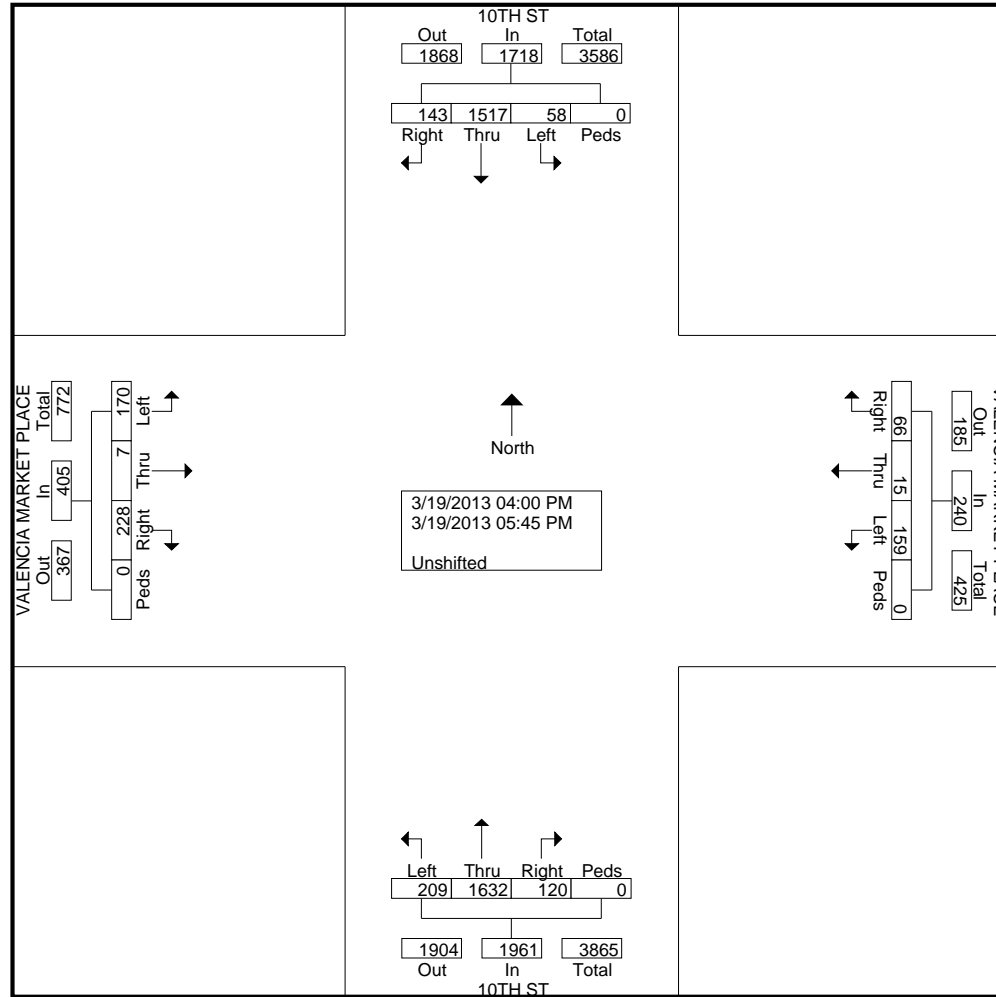 10TH ST
Out In Total
1868 1718 3586
143 1517 58 0
Right Thru Left Peds
VALENCIA MARKET PLACE
Total In Out
772 405 367
170 7 228 0
Left Thru Right Peds
North
3/19/2013 04:00 PM
3/19/2013 05:45 PM
Unshifted
Right Thru Left Peds
66 15 159 0
Out In Total
185 240 425
Left Thru Right Peds
209 1632 120 0
1904 1961 3865
Out In Total
10TH ST